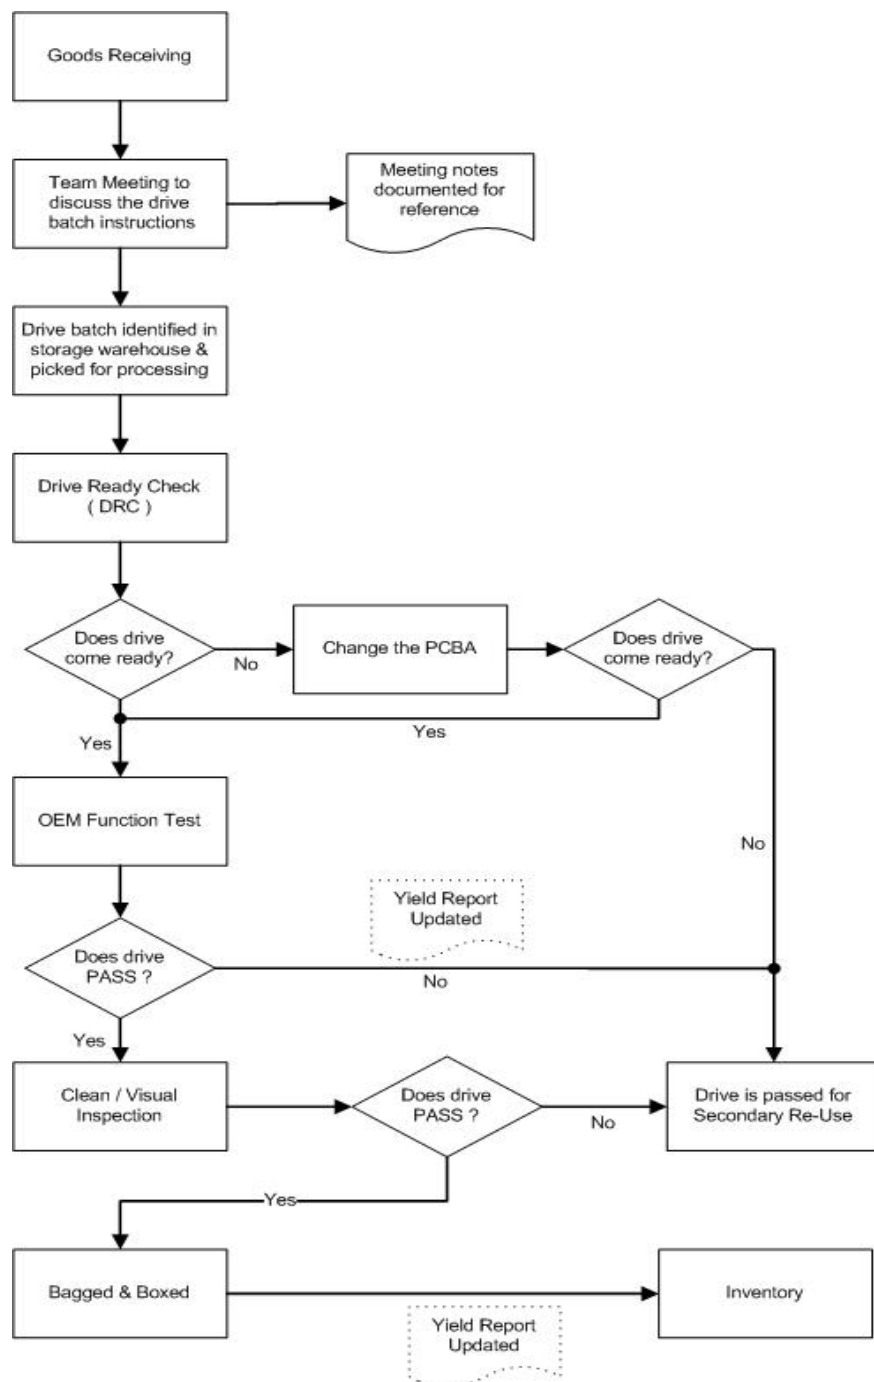 Goods Receiving
Team Meeting to
discuss the drive
batch instructions
Meeting notes
documented for
reference
Drive batch identified in
storage warehouse &
picked for processing
Drive Ready Check
( DRC )
Does drive
come ready?
No
Change the PCBA
Does drive
come ready?
Yes
Yes
OEM Function Test
No
Yield Report
Updated
Does drive
PASS ?
No
Yes
Clean / Visual
Inspection
Does drive
PASS ?
No
Drive is passed for
Secondary Re-Use
Yes
Bagged & Boxed
Inventory
Yield Report
Updated